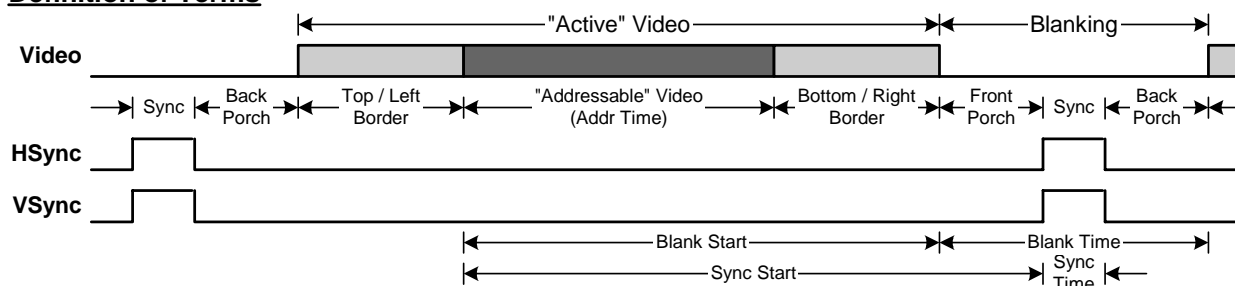 Definition of Terms
"Active" Video
Blanking
Video
Sync
Back
Porch
Top / Left
Border
"Addressable" Video
(Addr Time)
Bottom / Right
Border
Front
Porch
Sync
Back
Porch
HSync
VSync
Blank Start
Blank Time
Sync Start
Sync
Time